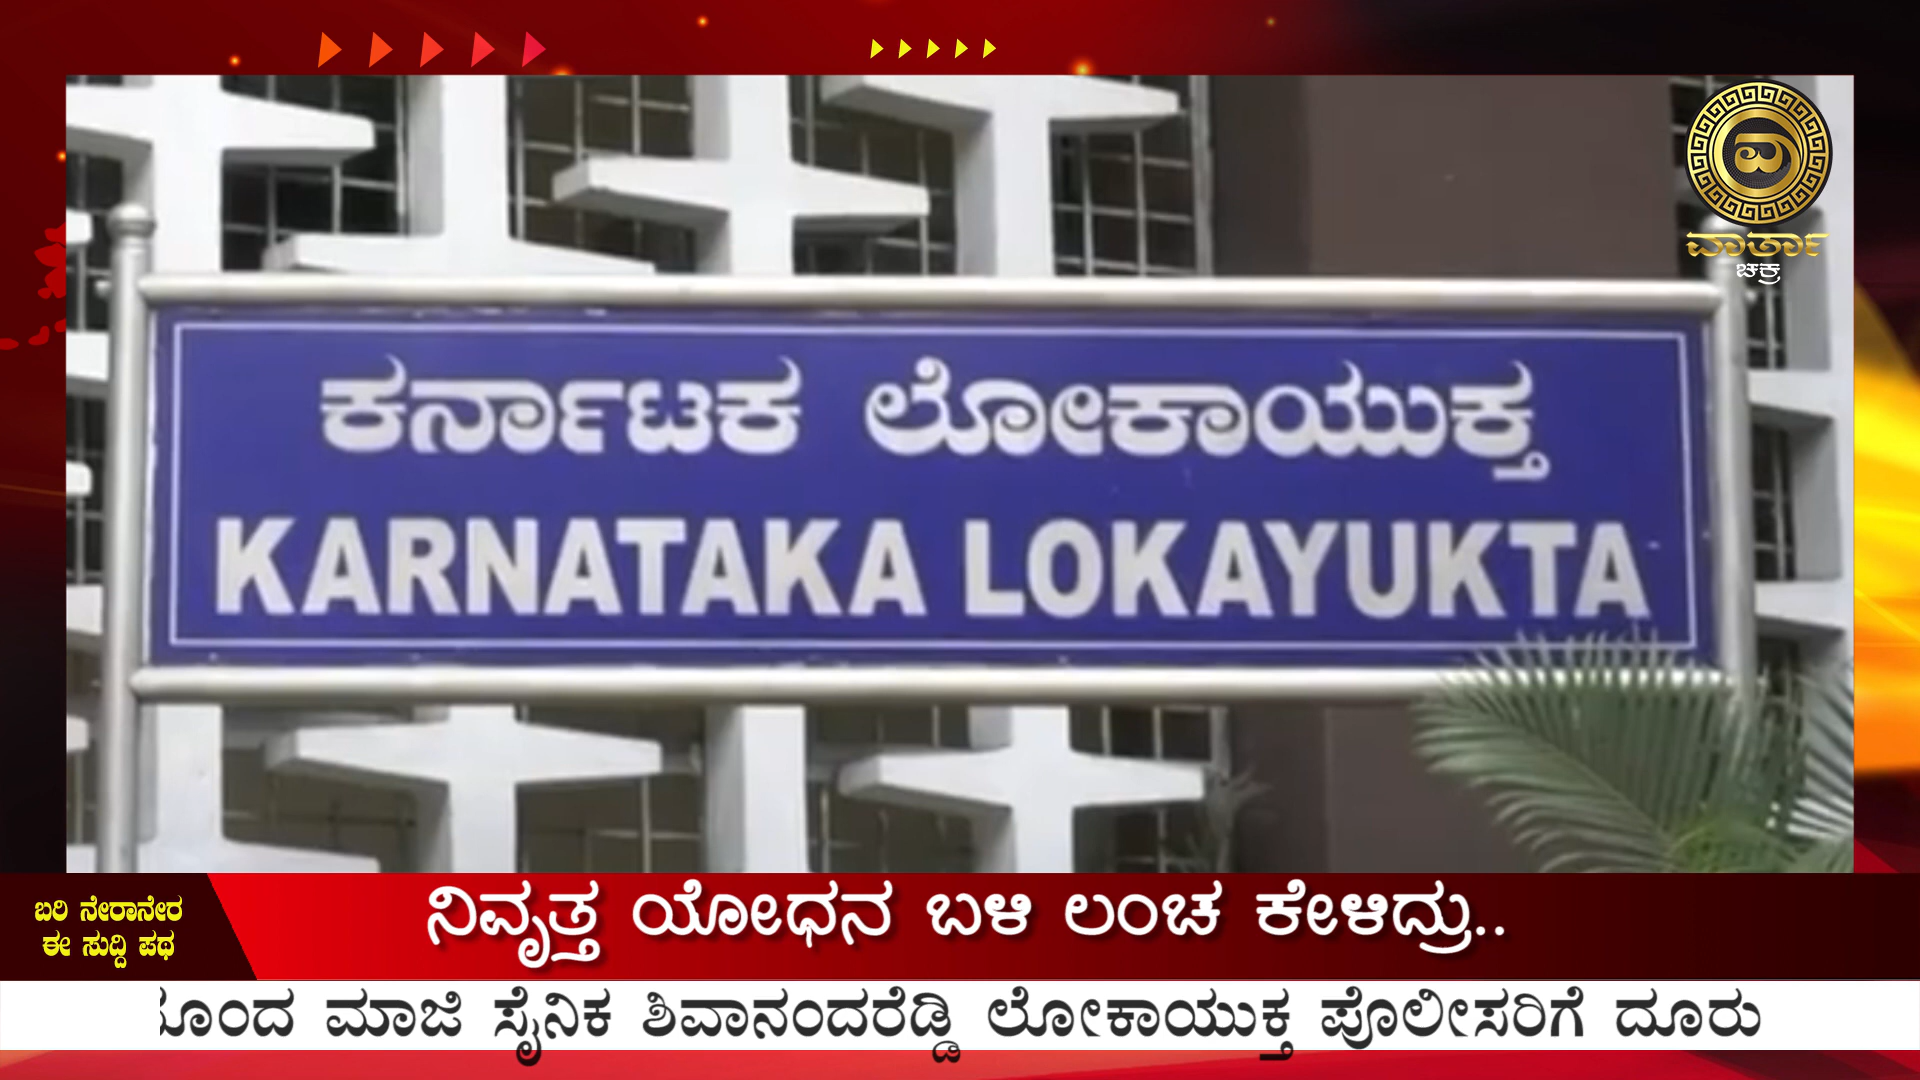 ವಾರ್ತಾ
ಚಕ್ರ
ಕರ್ನಾಟಕ ಲೋಕಾಯುಕ್ತ
KARNATAKA LOKAYUKTA
ಬರಿ ನೇರಾನೇರ
ಈ ಸುದ್ದಿ ಪಥ
ನಿವೃತ್ತ ಯೋಧನ ಬಳಿ ಲಂಚ ಕೇಳಿದ್ರು..
ಮಾಜಿ ಸೈನಿಕ ಶಿವಾನಂದರೆಡ್ಡಿ ಲೋಕಾಯುಕ್ತ ಪೊಲೀಸರಿಗೆ ದೂರು